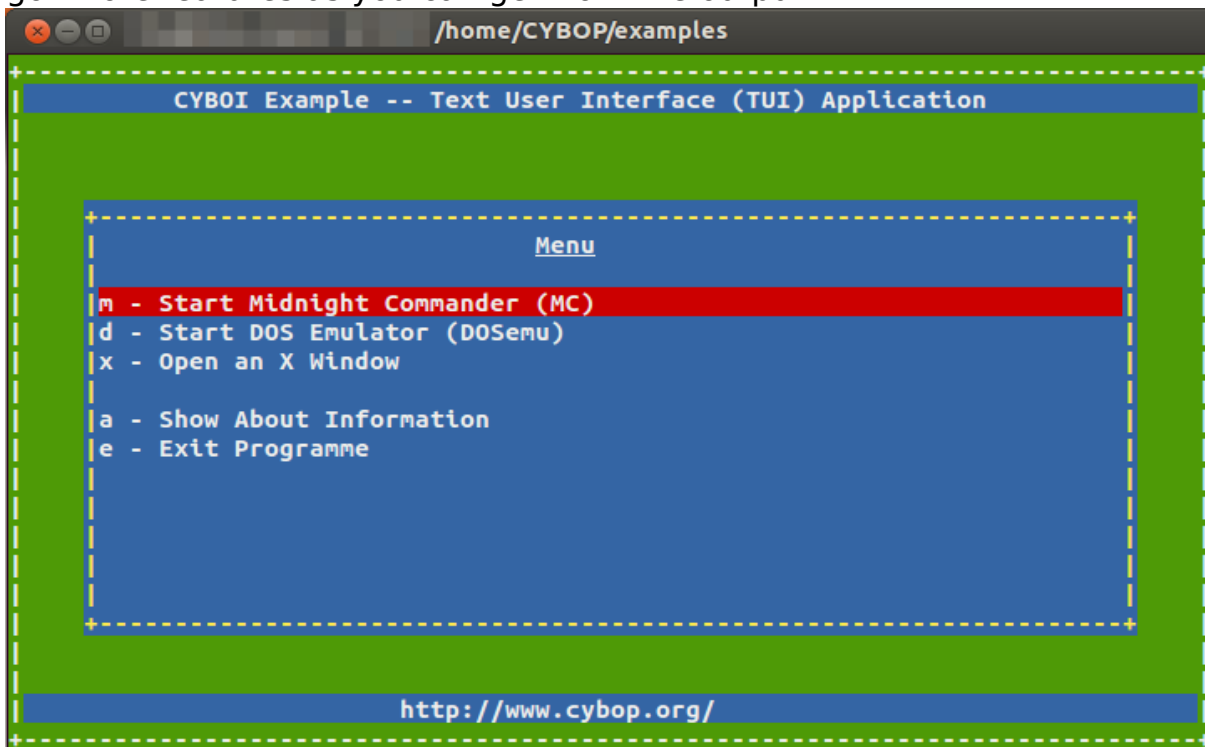 /home/CYBOP/examples
CYBOI Example -- Text User Interface (TUI) Application
Menu
m - Start Midnight Commander (MC)
d - Start DOS Emulator (DOSemu)
x - Open an X Window
a - Show About Information
e - Exit Programme
http://www.cybop.org/